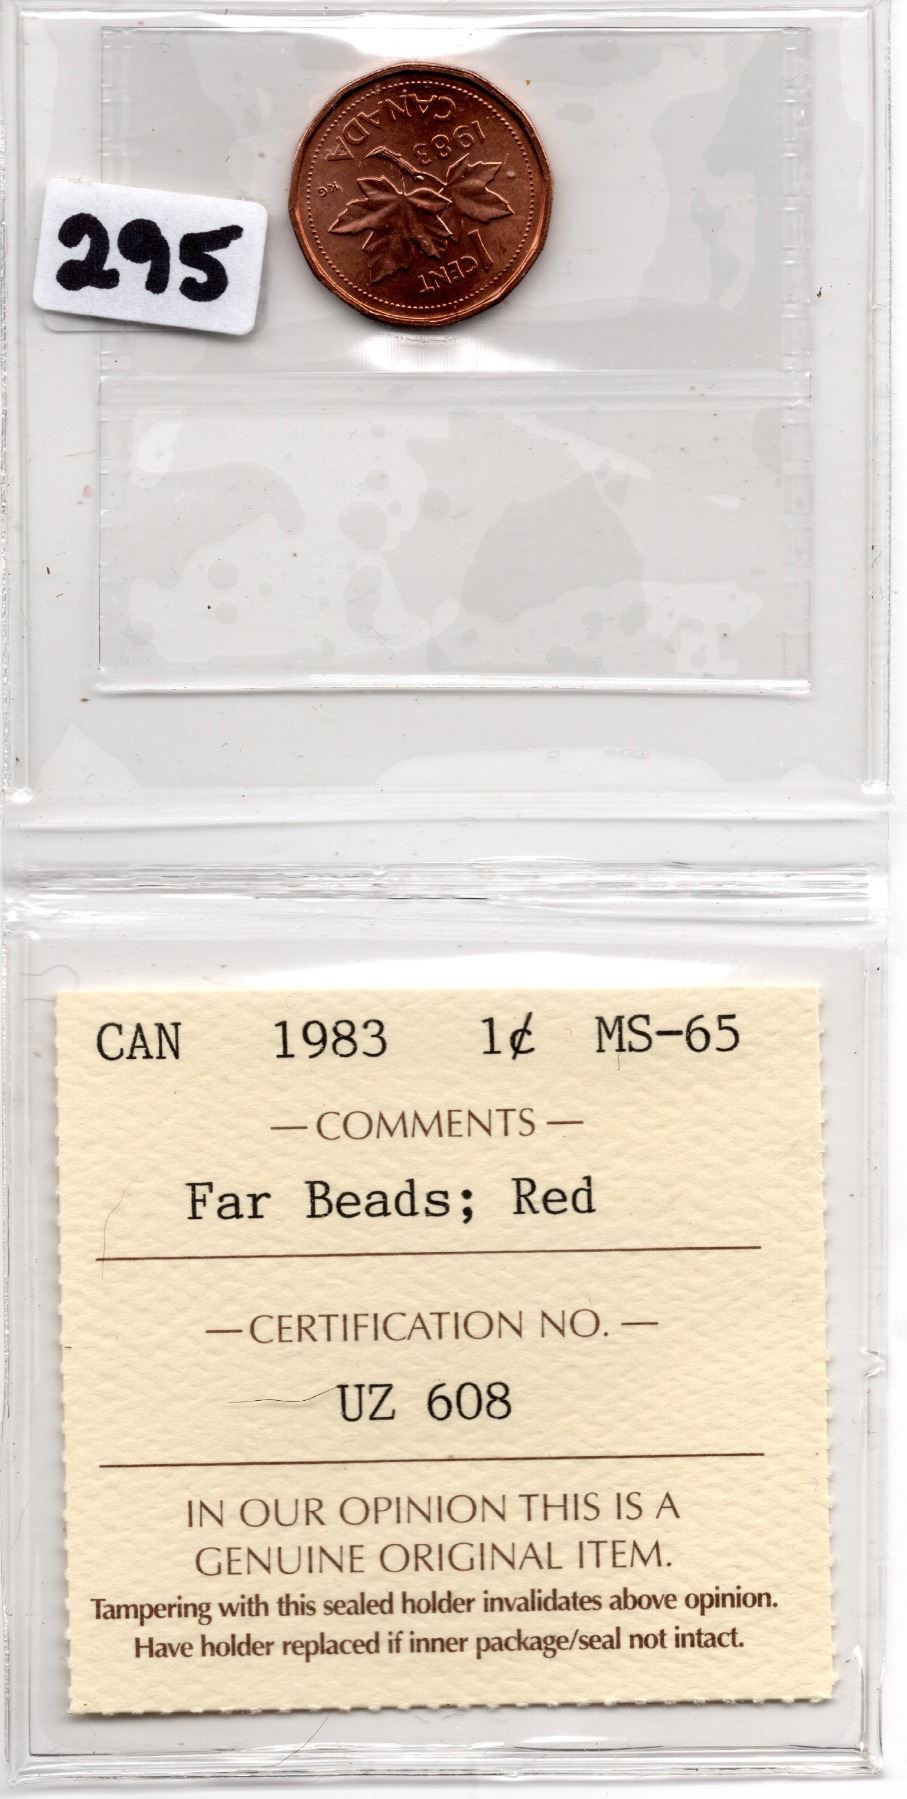 295
CANADA
1983
KG
1
CENT
CAN 1983 1¢ MS-65
— COMMENTS —
Far Beads; Red
— CERTIFICATION NO. —
UZ 608
IN OUR OPINION THIS IS A
GENUINE ORIGINAL ITEM.
Tampering with this sealed holder invalidates above opinion.
Have holder replaced if inner package/seal not intact.